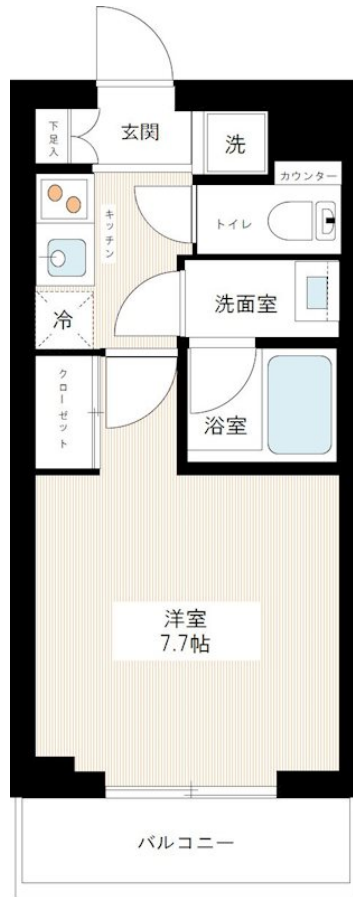 下足入
玄関
洗
カウンター
キッチン
トイレ
冷
洗面室
クローゼット
浴室
洋室
7.7帖
バルコニー